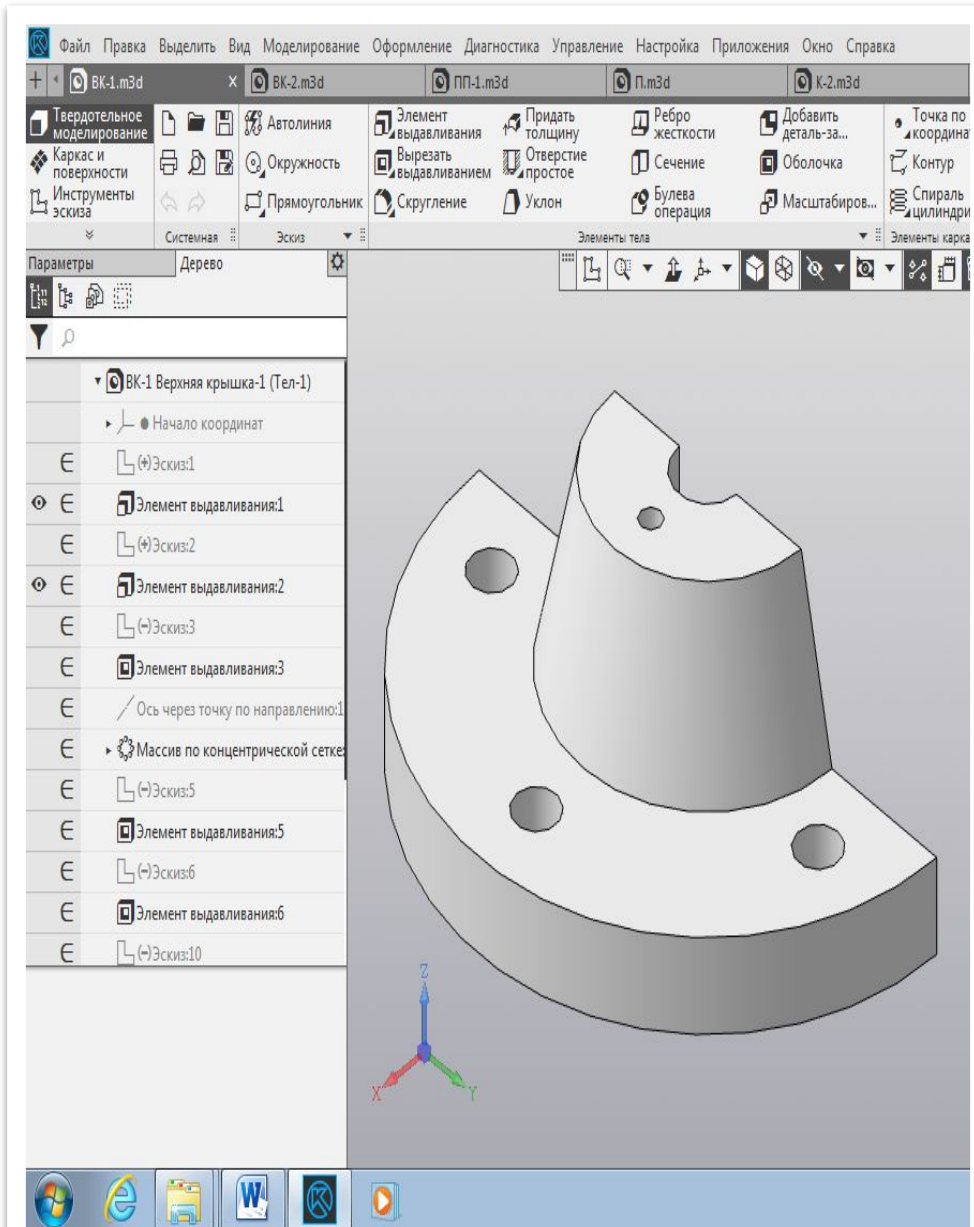 Файл Правка Выделить Вид Моделирование Оформление Диагностика Управление Настройка Приложения Окно Справка
ВК-1.m3d ВК-2.m3d ПП-1.m3d П.m3d К-2.m3d
Твердотельное моделирование
Каркас и поверхности
Инструменты эскиза
Системная
Автолиния
Окружность
Прямоугольник
Эскиз
Элемент выдавливания
Вырезать выдавливанием
Скругление
Придать толщину
Отверстие простое
Уклон
Ребро жесткости
Сечение
Булева операция
Добавить деталь-за...
Оболочка
Масштабиров...
Элементы тела
Точка по
координа
Контур
Спираль
цилиндри
Элементы карка
Параметры Дерево
ВК-1 Верхняя крышка-1 (Тел-1)
Начало координат
(+)Эскиз:1
Элемент выдавливания:1
(+)Эскиз:2
Элемент выдавливания:2
(-)Эскиз:3
Элемент выдавливания:3
Ось через точку по направлению:1
Массив по концентрической сетке:
(-)Эскиз:5
Элемент выдавливания:5
(-)Эскиз:6
Элемент выдавливания:6
(-)Эскиз:10
Z
X Y